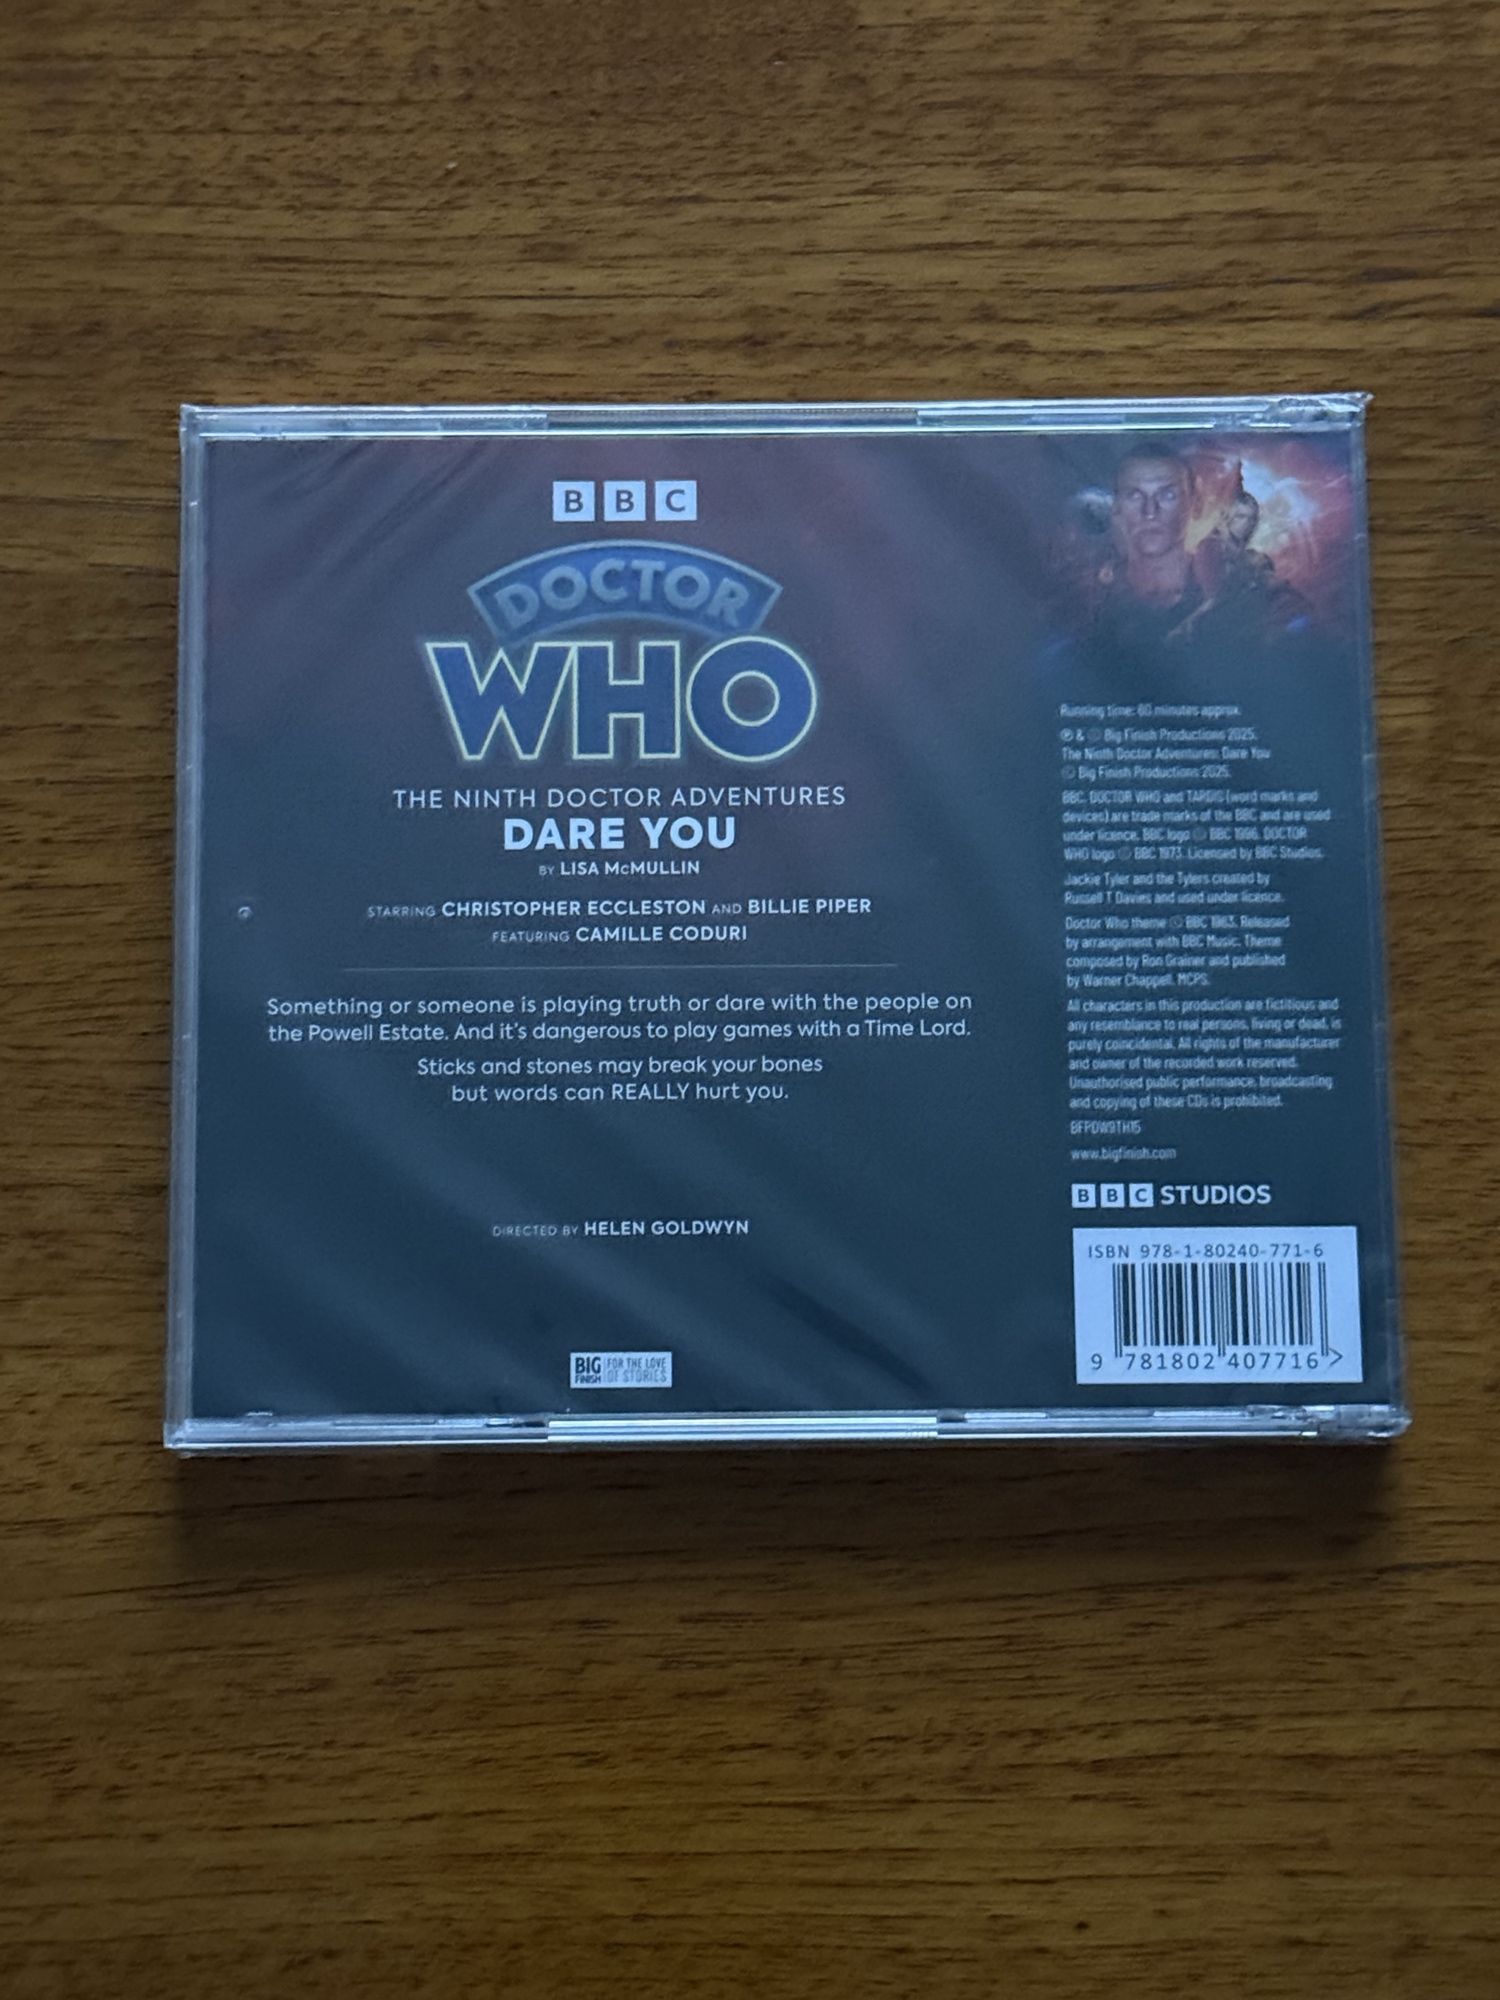 BBC
DOCTOR
WHO
THE NINTH DOCTOR ADVENTURES
DARE YOU
BY LISA McMULLIN
STARRING CHRISTOPHER ECCLESTON AND BILLIE PIPER
FEATURING CAMILLE CODURI
Something or someone is playing truth or dare with the people on
the Powell Estate. And it's dangerous to play games with a Time Lord.
Sticks and stones may break your bones
but words can REALLY hurt you.
DIRECTED BY HELEN GOLDWYN
BIG
FINISH
FOR THE LOVE
OF STORIES
Running time: 60 minutes approx.
℗ & © Big Finish Productions 2025.
The Ninth Doctor Adventures: Dare You
© Big Finish Productions 2025.
BBC, DOCTOR WHO and TARDIS (word marks and
devices) are trade marks of the BBC and are used
under licence. BBC logo © BBC 1996. DOCTOR
WHO logo © BBC 1973. Licensed by BBC Studios.
Jackie Tyler and the Tylers created by
Russell T Davies and used under licence.
Doctor Who theme © BBC 1963. Released
by arrangement with BBC Music. Theme
composed by Ron Grainer and published
by Warner Chappell, MCPS.
All characters in this production are fictitious and
any resemblance to real persons, living or dead, is
purely coincidental. All rights of the manufacturer
and owner of the recorded work reserved.
Unauthorised public performance, broadcasting
and copying of these CDs is prohibited.
BFPDW9TH15
www.bigfinish.com
BBC STUDIOS
ISBN 978-1-80240-771-6
9 781802 407716 >